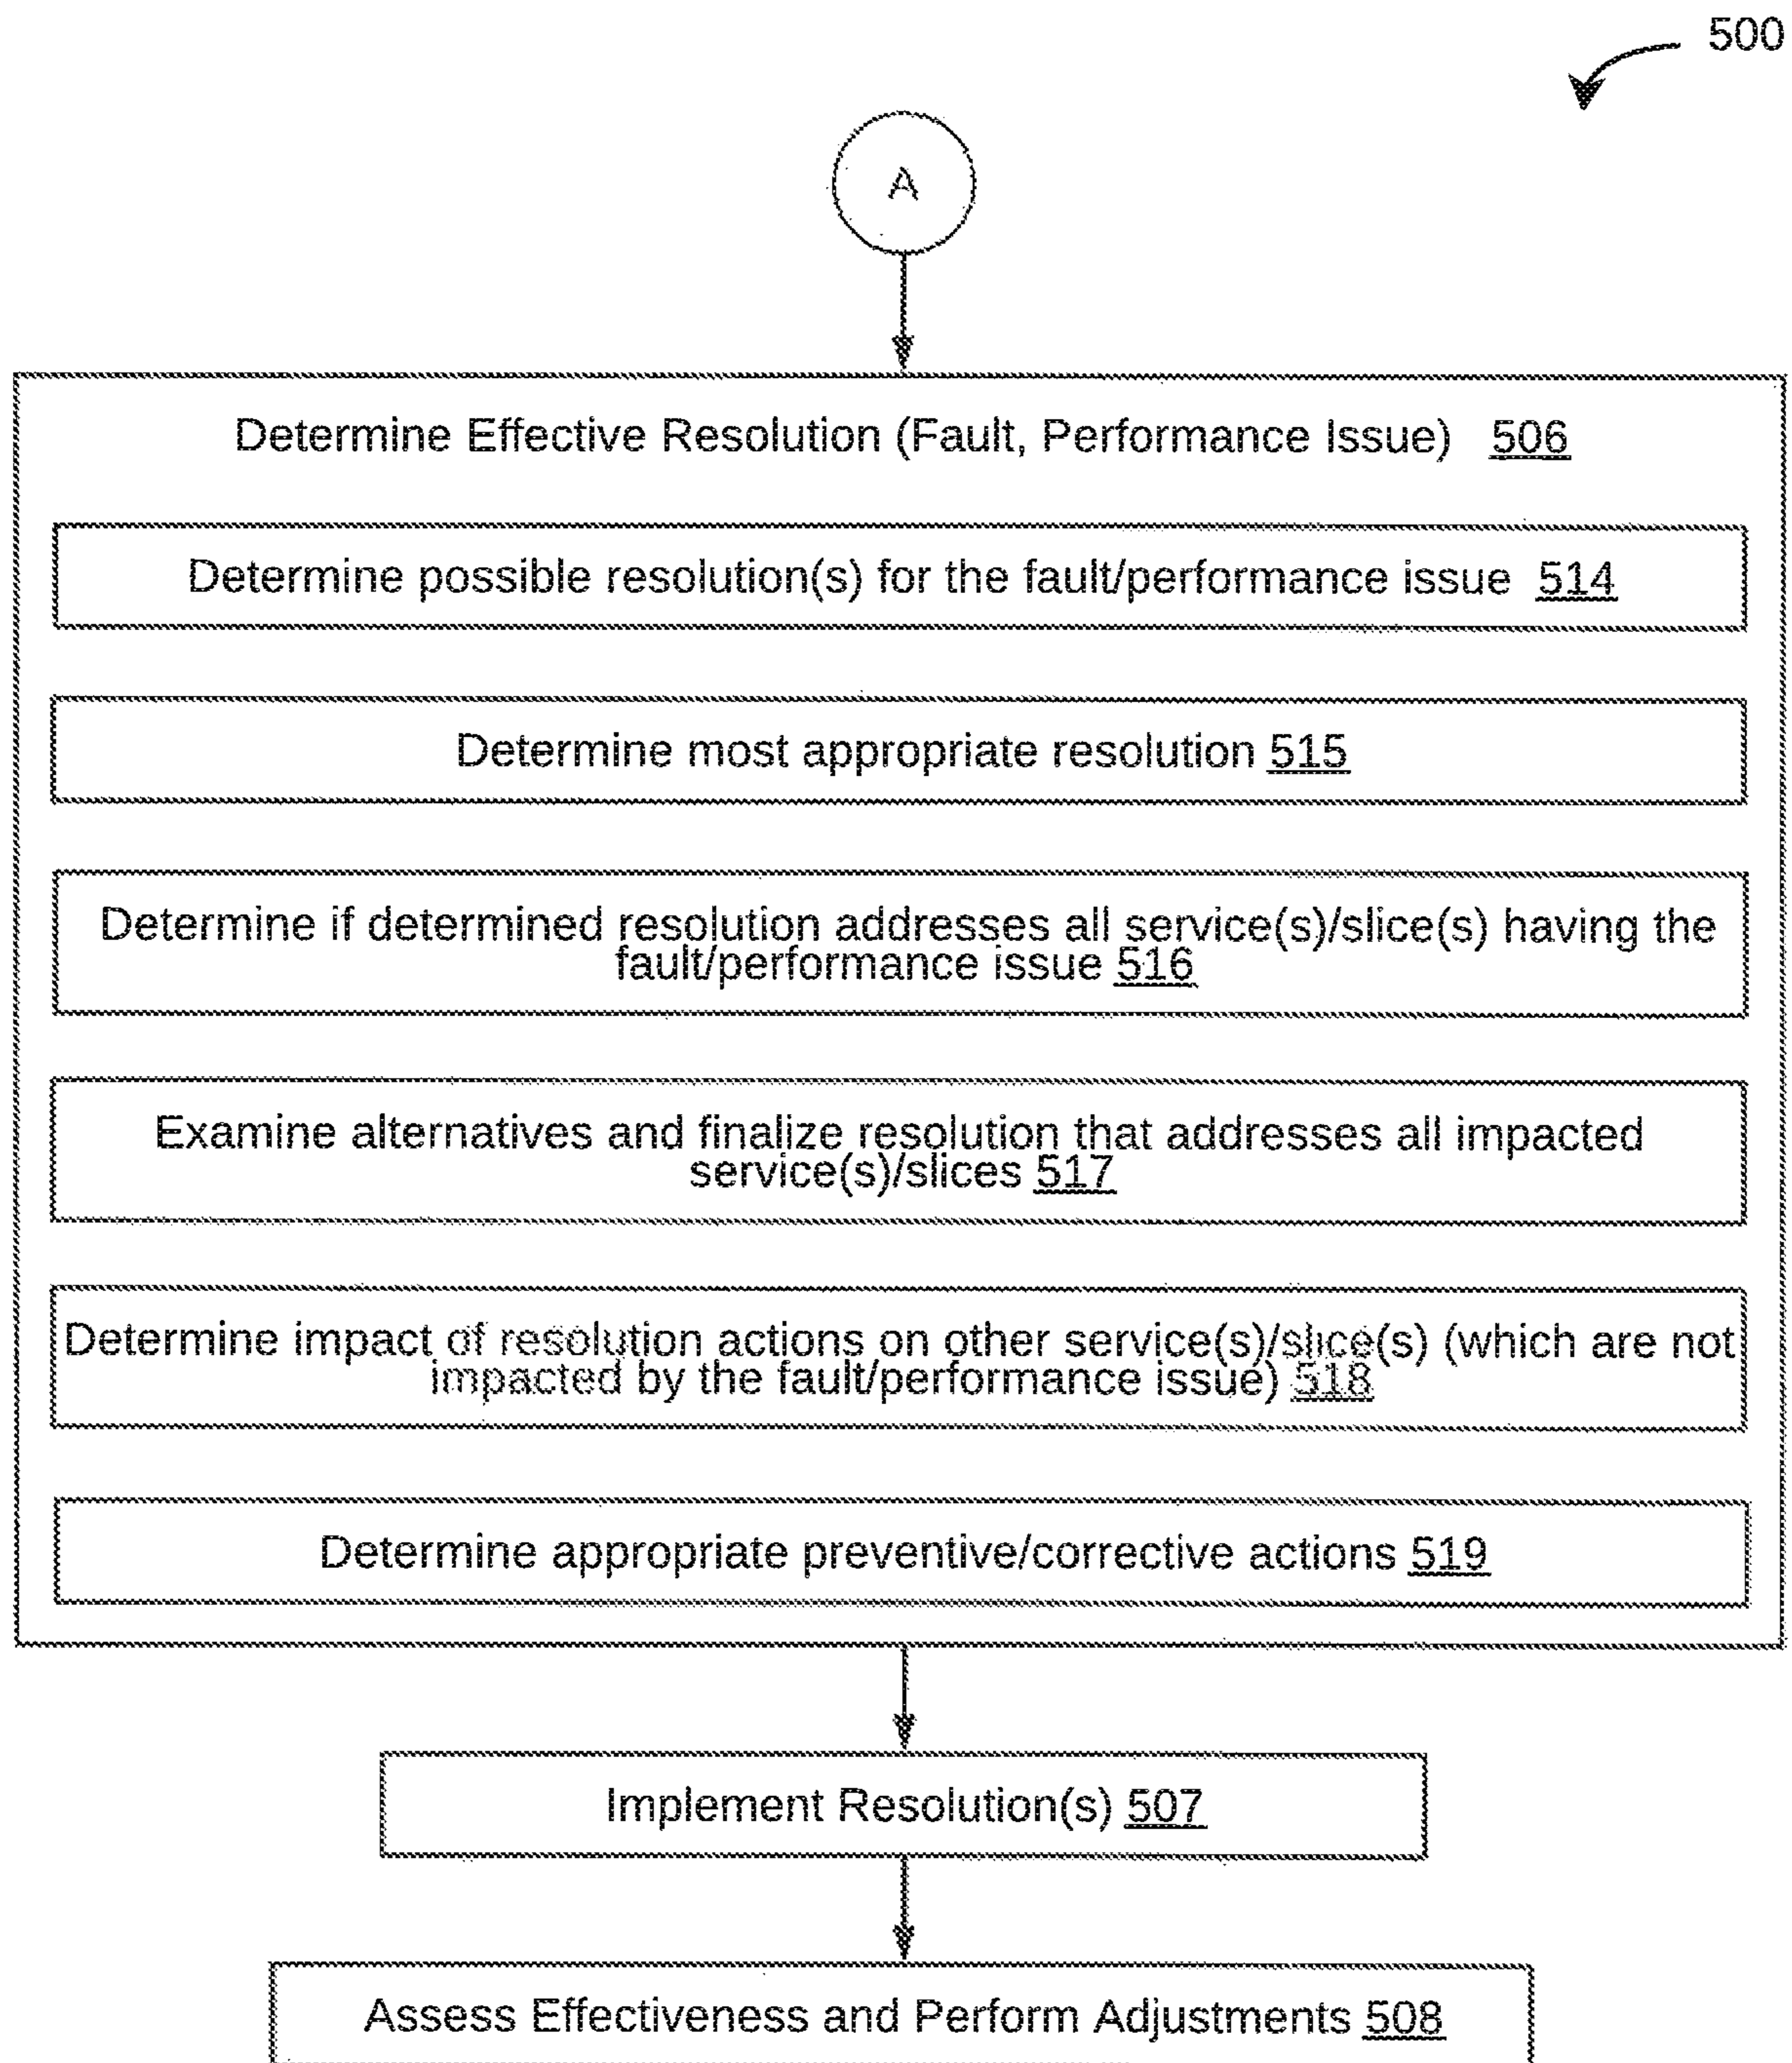 500
A
Determine Effective Resolution (Fault, Performance Issue) 506
Determine possible resolution(s) for the fault/performance issue 514
Determine most appropriate resolution 515
Determine if determined resolution addresses all service(s)/slice(s) having the
fault/performance issue 516
Examine alternatives and finalize resolution that addresses all impacted
service(s)/slices 517
Determine impact of resolution actions on other service(s)/slice(s) (which are not
impacted by the fault/performance issue) 518
Determine appropriate preventive/corrective actions 519
Implement Resolution(s) 507
Assess Effectiveness and Perform Adjustments 508